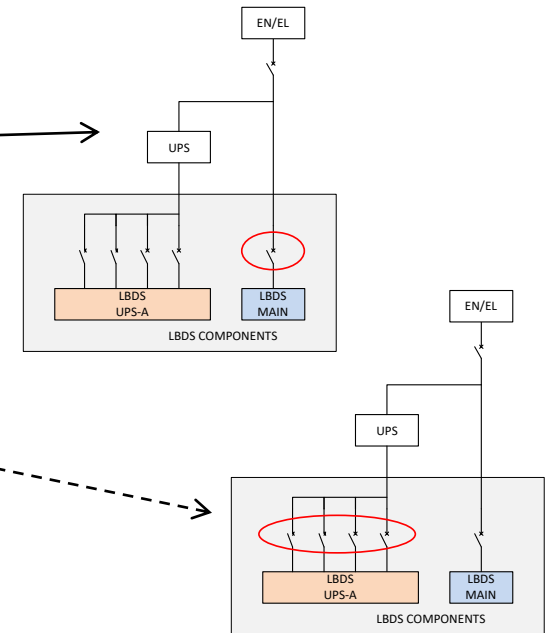 EN/EL
UPS
LBDS
UPS-A
LBDS
MAIN
LBDS COMPONENTS
EN/EL
UPS
LBDS
UPS-A
LBDS
MAIN
LBDS COMPONENTS